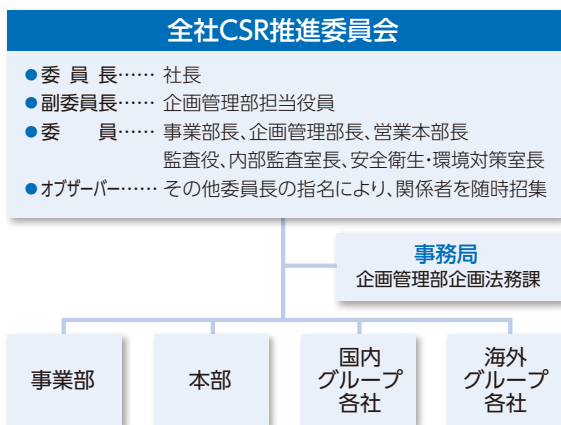 全社CSR推進委員会
●委員長…… 社長
●副委員長…… 企画管理部担当役員
●委　員…… 事業部長、企画管理部長、営業本部長
監査役、内部監査室長、安全衛生・環境対策室長
●オブザーバー…… その他委員長の指名により、関係者を随時招集
事務局
企画管理部企画法務課
事業部
本部
国内
グループ
各社
海外
グループ
各社